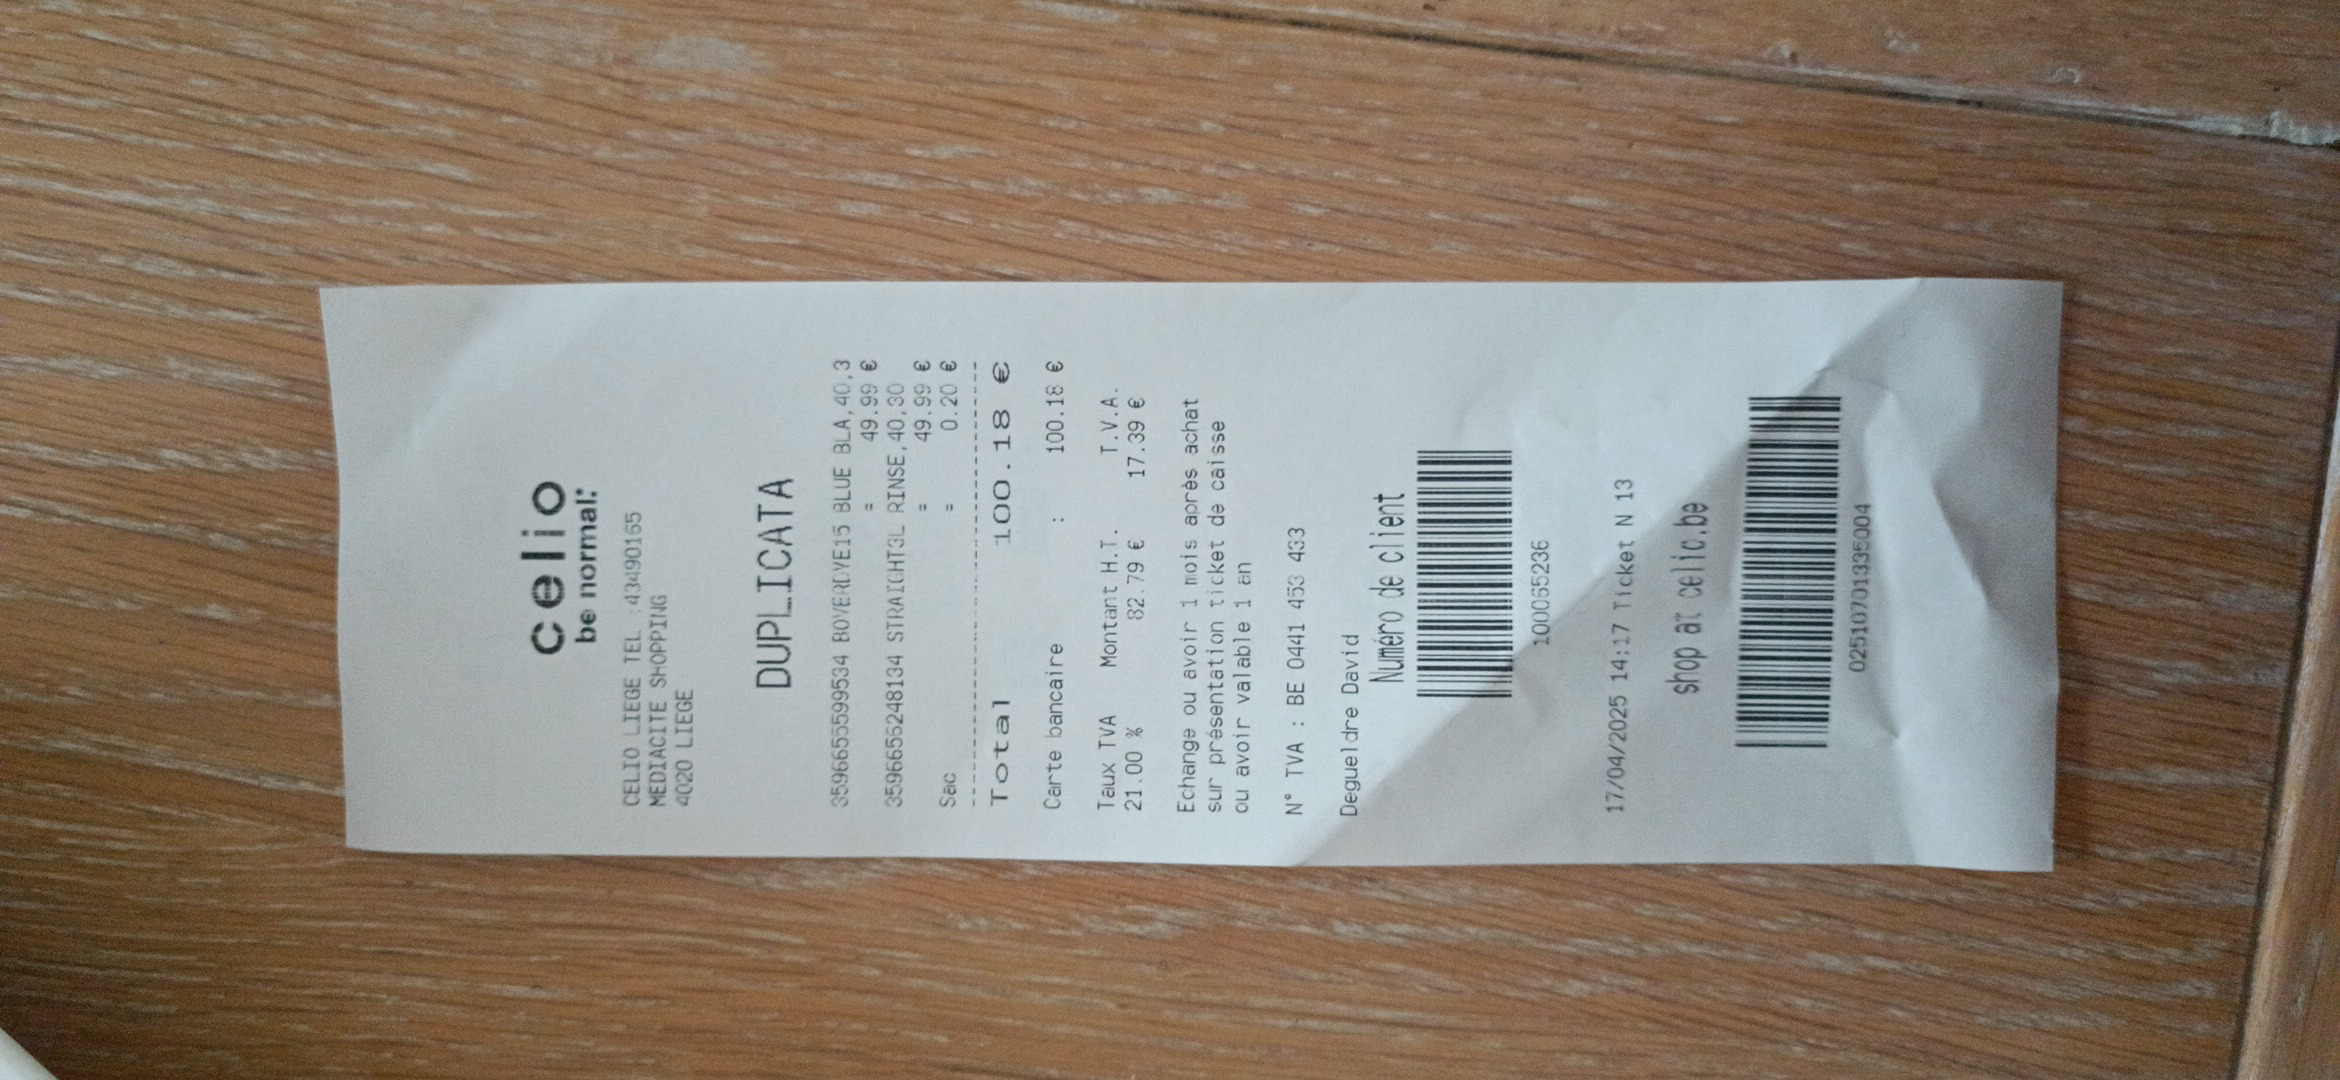 celio
be normal:
CELIO LIEGE TEL :43490165
MEDIACITE SHOPPING
4020 LIEGE
DUPLICATA
3596655599534 BOVERDYE15 BLUE BLA,40,3
= 49.99 €
3596656248134 STRAIGHT3L RINSE,40,30
= 49.99 €
Sac = 0.20 €
Total 100.18 €
Carte bancaire : 100.18 €
Taux TVA Montant H.T. T.V.A.
21.00 % 82.79 € 17.39 €
Echange ou avoir 1 mois après achat
sur présentation ticket de caisse
ou avoir valable 1 an
N° TVA : BE 0441 453 433
Degueldre David
Numéro de client
100065236
17/04/2025 14:17 Ticket N 13
shop at celio.be
02510701335004